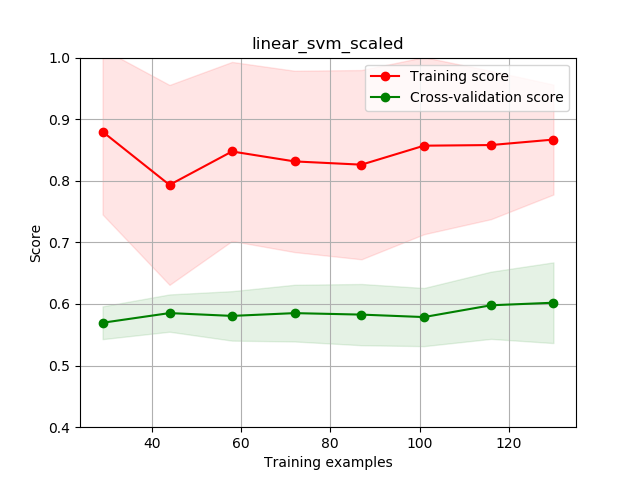 linear_svm_scaled
1.0
0.9
0.8
0.7
0.6
0.5
0.4
Score
Training score
Cross-validation score
40 60 80 100 120
Training examples